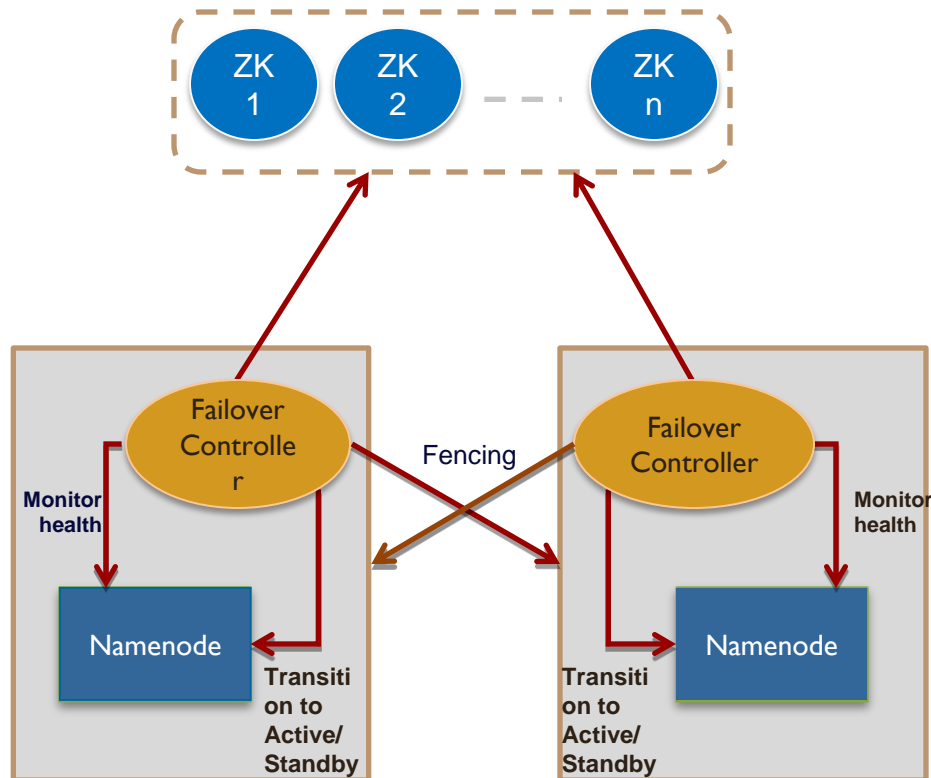 ZK
1
ZK
2
ZK
n
Failover
Controlle
r
Fencing
Failover
Controller
Monitor
health
Monitor
health
Namenode
Namenode
Transiti
on to
Active/
Standby
Transiti
on to
Active/
Standby